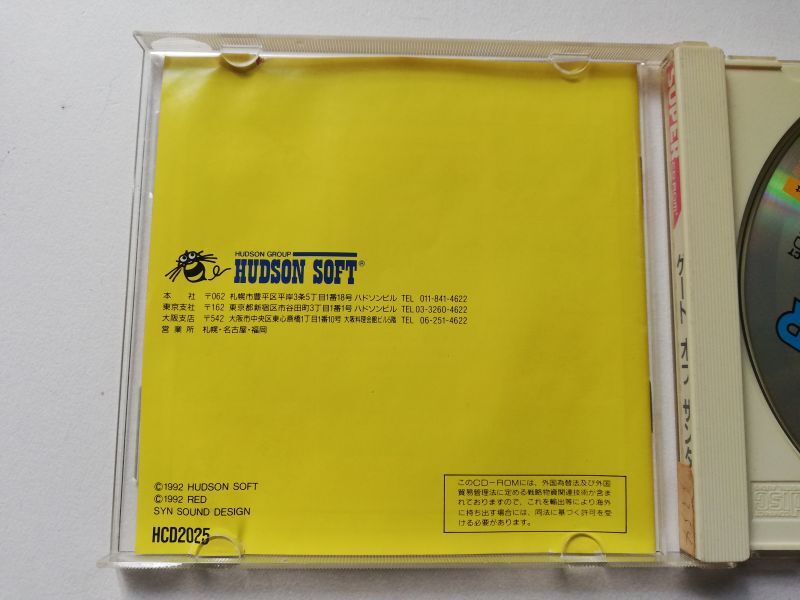 HUDSON GROUP
HUDSON SOFT®
本 社 〒062 札幌市豊平区平岸3条5丁目1番18号 ハドソンビル TEL 011-841-4622
東京支社 〒162 東京都新宿区市谷田町3丁目1番1号 ハドソンビル TEL 03-3260-4622
大阪支店 〒542 大阪市中央区東心斎橋1丁目1番10号 大阪料理会館ビル5階 TEL 06-251-4622
営業所 札幌・名古屋・福岡
©1992 HUDSON SOFT
©1992 RED
SYN SOUND DESIGN
HCD2025
このCD-ROMには、外国為替法及び外国
貿易管理法に定める戦略物資関連技術が含ま
れておりますので、これを輸出等により海外
に持ち出す場合には、同法に基づく許可を受
ける必要があります。
SUPER
ゲート オブ サンダ